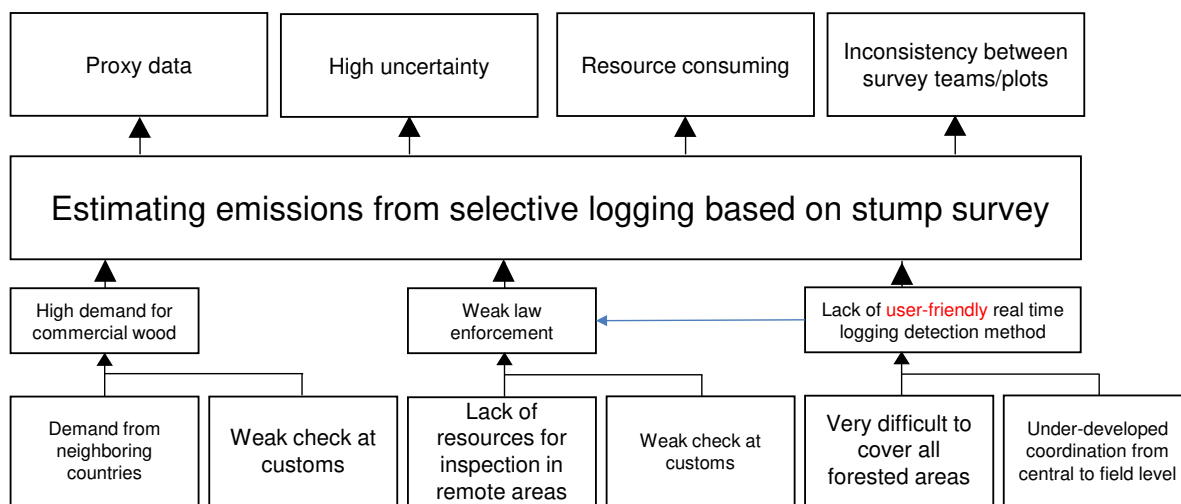 Proxy data
High uncertainty
Resource consuming
Inconsistency between
survey teams/plots
Estimating emissions from selective logging based on stump survey
High demand for
commercial wood
Weak law
enforcement
Lack of user-friendly real time
logging detection method
Demand from
neighboring
countries
Weak check at
customs
Lack of
resources for
inspection in
remote areas
Weak check at
customs
Very difficult to
cover all
forested areas
Under-developed
coordination from
central to field level